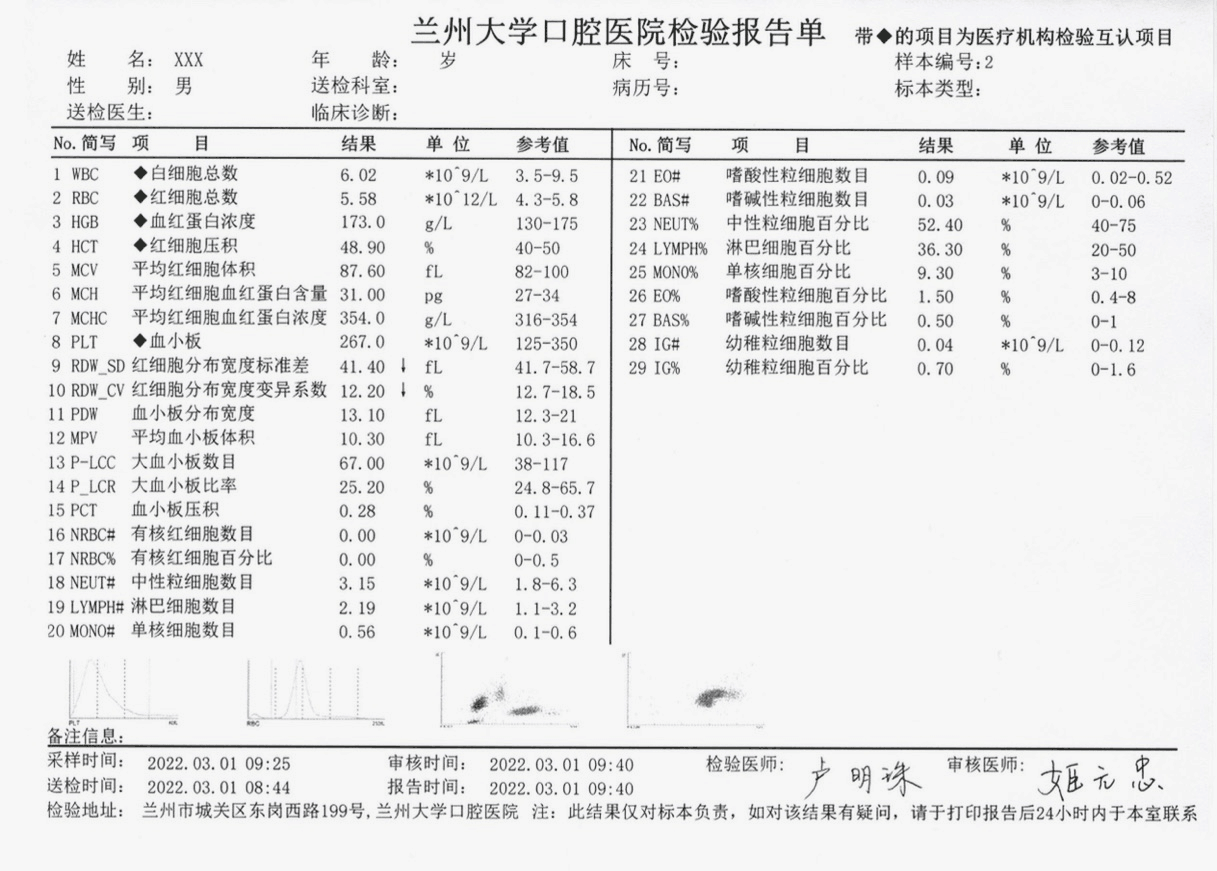 兰州大学口腔医院检验报告单 带◆的项目为医疗机构检验互认项目
姓 名: XXX 年 龄: 岁 床 号: 样本编号:2
性 别: 男 送检科室: 病历号: 标本类型:
送检医生: 临床诊断:
No. 简写 项 目 结果 单 位 参考值
1 WBC ◆白细胞总数 6.02 *10^9/L 3.5-9.5
2 RBC ◆红细胞总数 5.58 *10^12/L 4.3-5.8
3 HGB ◆血红蛋白浓度 173.0 g/L 130-175
4 HCT ◆红细胞压积 48.90 % 40-50
5 MCV 平均红细胞体积 87.60 fL 82-100
6 MCH 平均红细胞血红蛋白含量 31.00 pg 27-34
7 MCHC 平均红细胞血红蛋白浓度 354.0 g/L 316-354
8 PLT ◆血小板 267.0 *10^9/L 125-350
9 RDW_SD 红细胞分布宽度标准差 41.40 ↓ fL 41.7-58.7
10 RDW_CV 红细胞分布宽度变异系数 12.20 ↓ % 12.7-18.5
11 PDW 血小板分布宽度 13.10 fL 12.3-21
12 MPV 平均血小板体积 10.30 fL 10.3-16.6
13 P-LCC 大血小板数目 67.00 *10^9/L 38-117
14 P_LCR 大血小板比率 25.20 % 24.8-65.7
15 PCT 血小板压积 0.28 % 0.11-0.37
16 NRBC# 有核红细胞数目 0.00 *10^9/L 0-0.03
17 NRBC% 有核红细胞百分比 0.00 % 0-0.5
18 NEUT# 中性粒细胞数目 3.15 *10^9/L 1.8-6.3
19 LYMPH# 淋巴细胞数目 2.19 *10^9/L 1.1-3.2
20 MONO# 单核细胞数目 0.56 *10^9/L 0.1-0.6
No. 简写 项 目 结果 单 位 参考值
21 EO# 嗜酸性粒细胞数目 0.09 *10^9/L 0.02-0.52
22 BAS# 嗜碱性粒细胞数目 0.03 *10^9/L 0-0.06
23 NEUT% 中性粒细胞百分比 52.40 % 40-75
24 LYMPH% 淋巴细胞百分比 36.30 % 20-50
25 MONO% 单核细胞百分比 9.30 % 3-10
26 EO% 嗜酸性粒细胞百分比 1.50 % 0.4-8
27 BAS% 嗜碱性粒细胞百分比 0.50 % 0-1
28 IG# 幼稚粒细胞数目 0.04 *10^9/L 0-0.12
29 IG% 幼稚粒细胞百分比 0.70 % 0-1.6
PLT RBC
备注信息:
采样时间: 2022.03.01 09:25 审核时间: 2022.03.01 09:40 检验医师: 卢明珠 审核医师: 姬元忠
送检时间: 2022.03.01 08:44 报告时间: 2022.03.01 09:40
检验地址: 兰州市城关区东岗西路199号,兰州大学口腔医院 注: 此结果仅对标本负责，如对该结果有疑问，请于打印报告后24小时内于本室联系